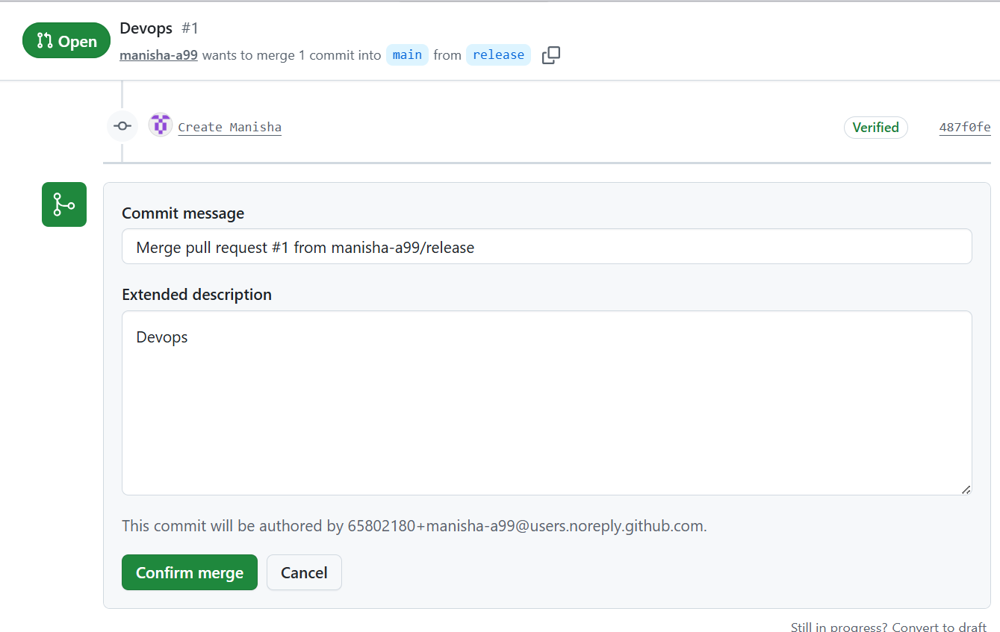 Open
Devops #1
manisha-a99 wants to merge 1 commit into main from release
Create Manisha Verified 487f0fe
Commit message
Merge pull request #1 from manisha-a99/release
Extended description
Devops
This commit will be authored by 65802180+manisha-a99@users.noreply.github.com.
Confirm merge Cancel
Still in progress? Convert to draft